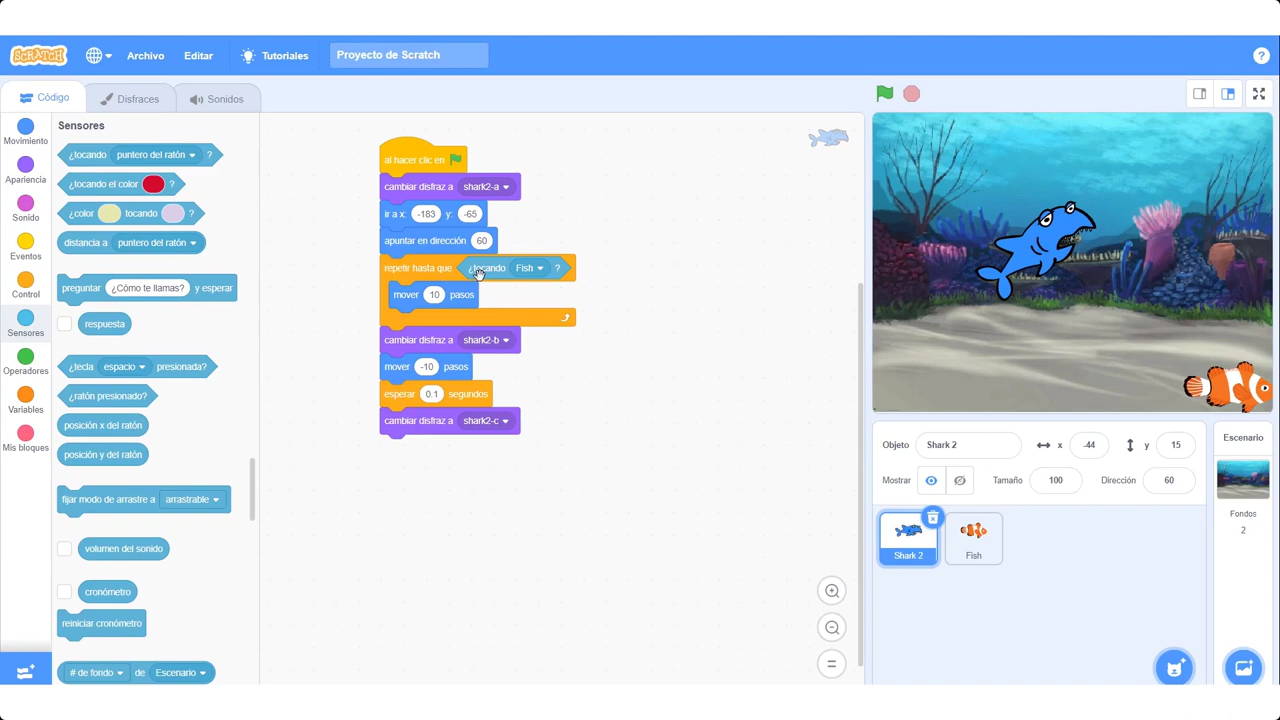 SCRATCH
Archivo
Editar
Tutoriales
Proyecto de Scratch
?
Código
Disfraces
Sonidos
Movimiento
Apariencia
Sonido
Eventos
Control
Sensores
Operadores
Variables
Mis bloques
Sensores
¿tocando puntero del ratón ?
¿tocando el color ?
¿color tocando ?
distancia a puntero del ratón
preguntar ¿Cómo te llamas? y esperar
respuesta
¿tecla espacio presionada?
¿ratón presionado?
posición x del ratón
posición y del ratón
fijar modo de arrastre a arrastrable
volumen del sonido
cronómetro
reiniciar cronómetro
# de fondo de Escenario
al hacer clic en
cambiar disfraz a shark2-a
ir a x: -183 y: -65
apuntar en dirección 60
repetir hasta que ¿tocando Fish ?
mover 10 pasos
cambiar disfraz a shark2-b
mover -10 pasos
esperar 0.1 segundos
cambiar disfraz a shark2-c
Objeto Shark 2 x -44 y 15
Mostrar Tamaño 100 Dirección 60
Shark 2
Fish
Escenario
Fondos
2